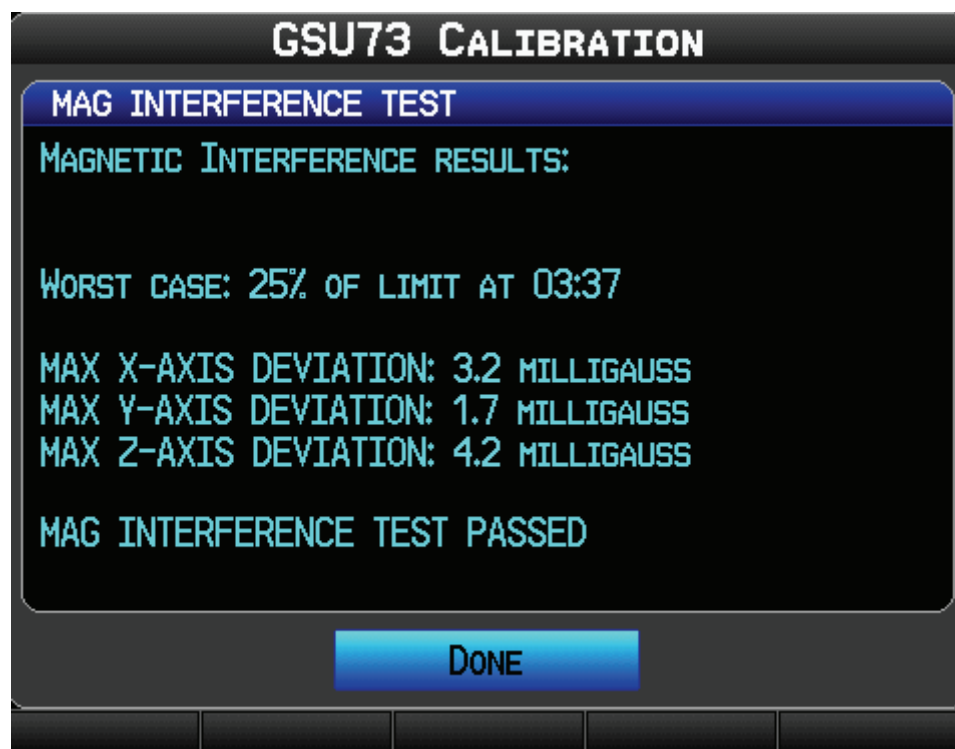 GSU73 CALIBRATION
MAG INTERFERENCE TEST
MAGNETIC INTERFERENCE RESULTS:
WORST CASE: 25% OF LIMIT AT 03:37
MAX X-AXIS DEVIATION: 3.2 MILLIGAUSS
MAX Y-AXIS DEVIATION: 1.7 MILLIGAUSS
MAX Z-AXIS DEVIATION: 4.2 MILLIGAUSS
MAG INTERFERENCE TEST PASSED
DONE